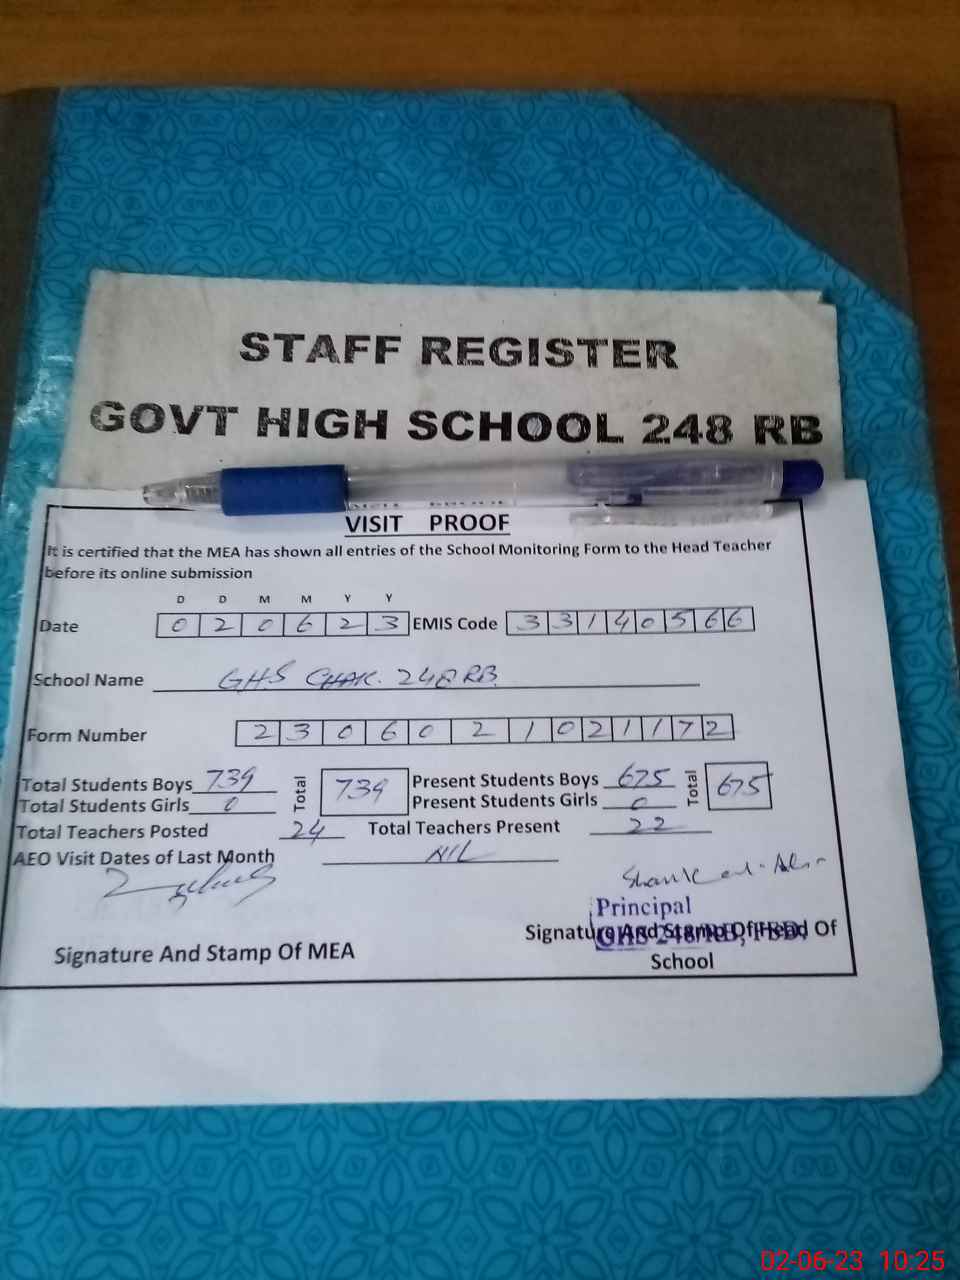 STAFF REGISTER
GOVT HIGH SCHOOL 248 RB
VISIT PROOF
It is certified that the MEA has shown all entries of the School Monitoring Form to the Head Teacher
before its online submission
D D M M Y Y
Date 0 2 0 6 2 3 EMIS Code 3 3 1 4 0 5 6 6
School Name GHS CHAK. 248 RB
Form Number 2 3 0 6 0 2 1 0 2 1 1 7 2
Total Students Boys 739 Total 739 Present Students Boys 675 Total 675
Total Students Girls 0 Present Students Girls 0
Total Teachers Posted 24 Total Teachers Present 22
AEO Visit Dates of Last Month NIL
Principal
GHS 248/RB, FSD.
Signature And Stamp Of Head Of
School
Signature And Stamp Of MEA
02-06-23 10:25